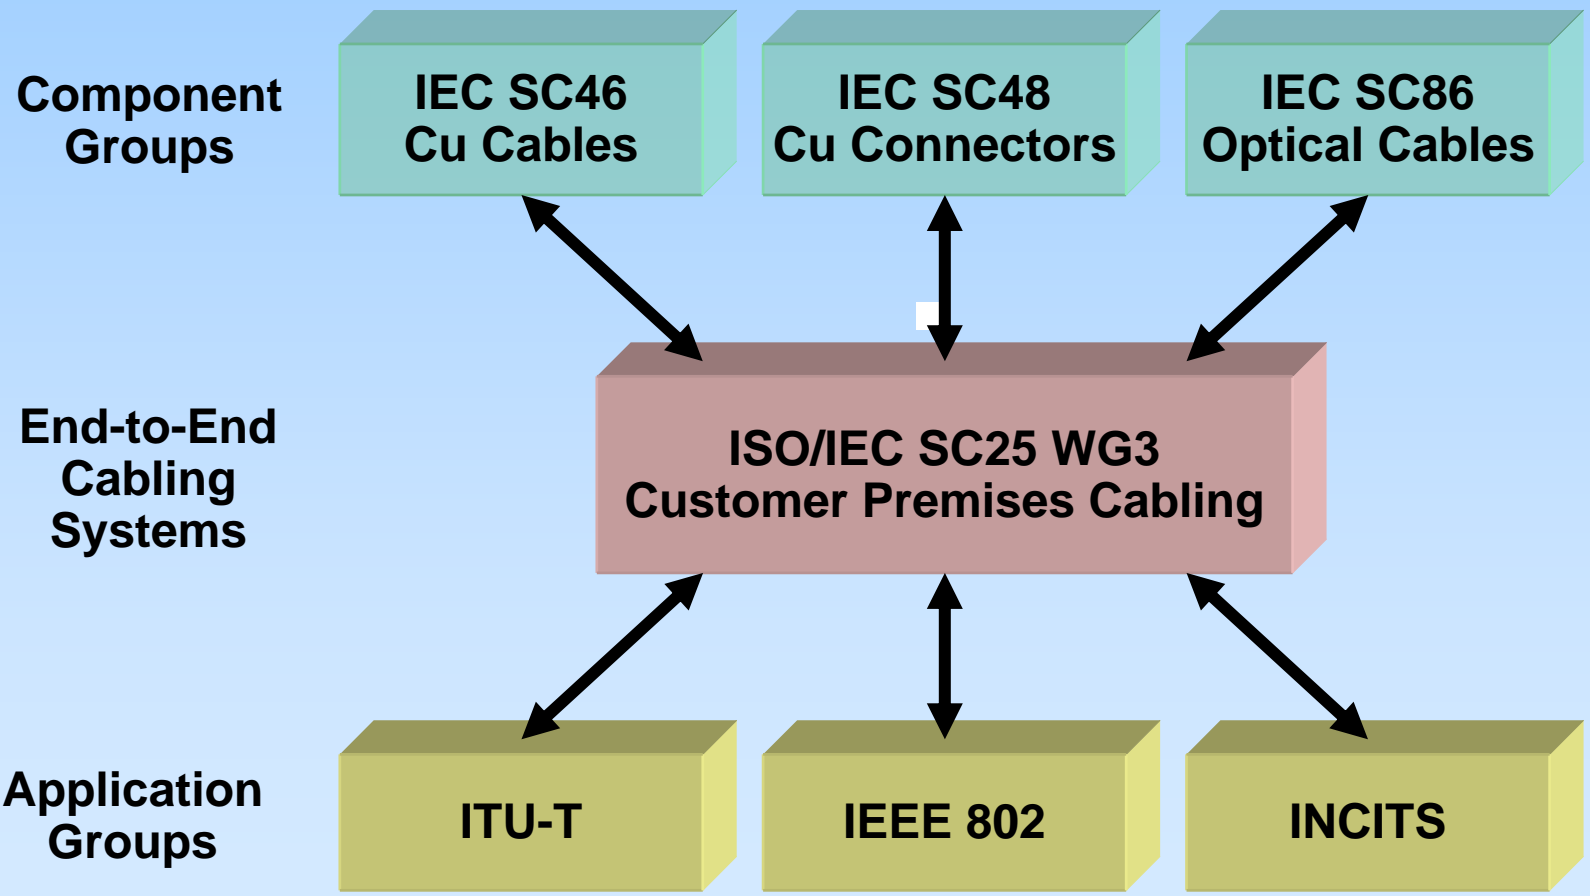 Component
Groups
IEC SC46
Cu Cables
IEC SC48
Cu Connectors
IEC SC86
Optical Cables
End-to-End
Cabling
Systems
ISO/IEC SC25 WG3
Customer Premises Cabling
Application
Groups
ITU-T
IEEE 802
INCITS